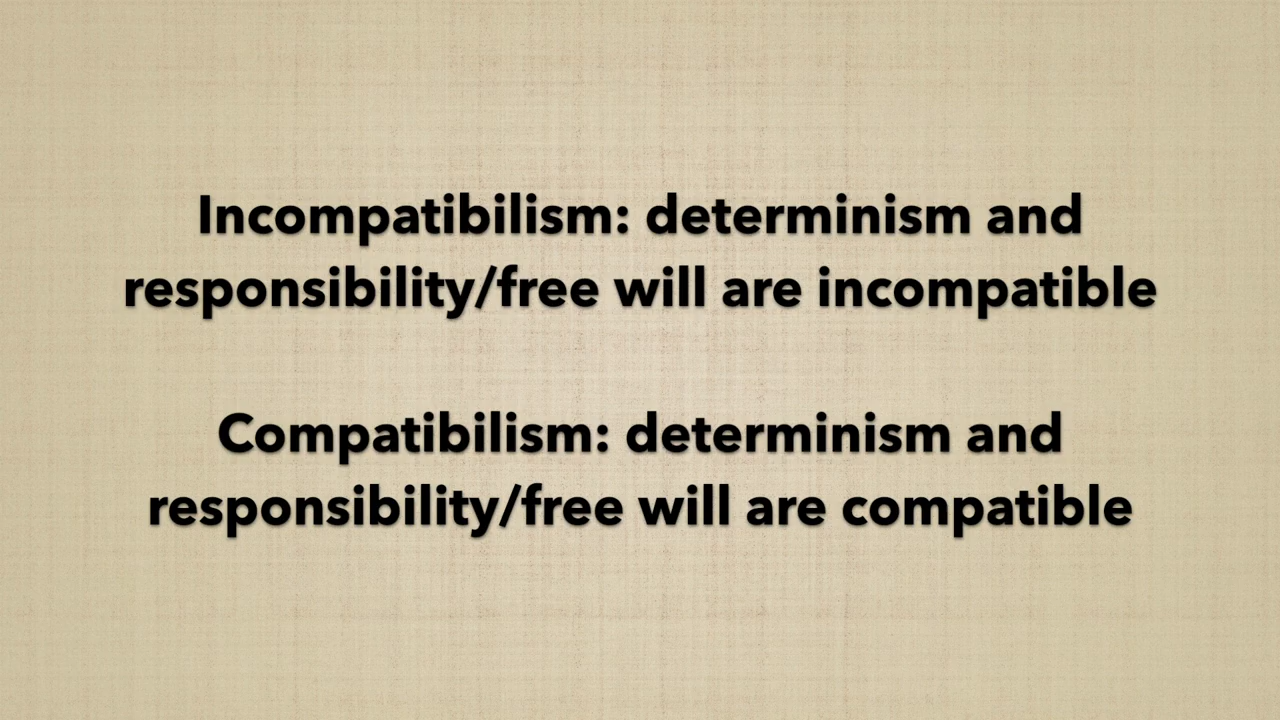 Incompatibilism: determinism and
responsibility/free will are incompatible
Compatibilism: determinism and
responsibility/free will are compatible